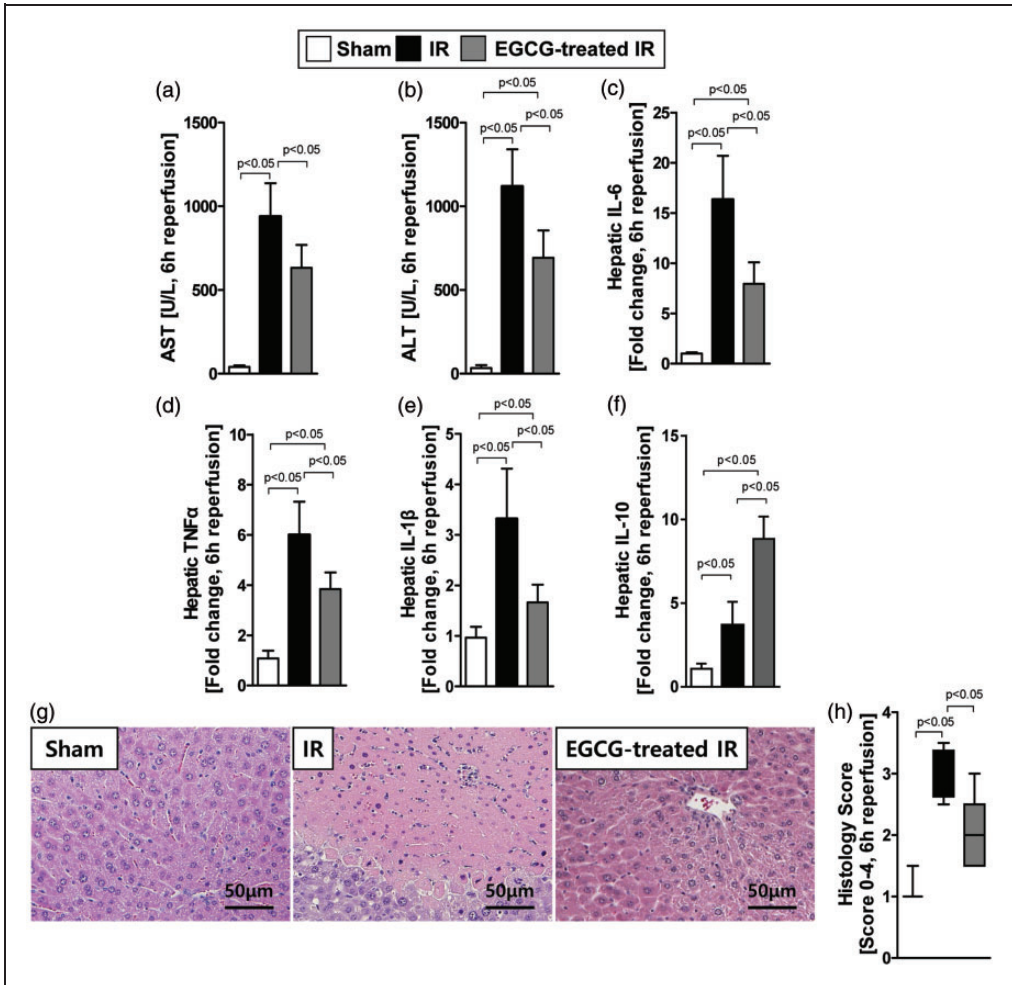 Sham IR EGCG-treated IR
(a)
AST [U/L, 6h reperfusion]
1500
1000
500
0
p<0.05
p<0.05
(b)
ALT [U/L, 6h reperfusion]
1500
1000
500
0
p<0.05
p<0.05
p<0.05
(c)
Hepatic IL-6
[Fold change, 6h reperfusion]
25
20
15
10
5
0
p<0.05
p<0.05
p<0.05
(d)
Hepatic TNFα
[Fold change, 6h reperfusion]
10
8
6
4
2
0
p<0.05
p<0.05
p<0.05
(e)
Hepatic IL-1β
[Fold change, 6h reperfusion]
5
4
3
2
1
0
p<0.05
p<0.05
p<0.05
(f)
Hepatic IL-10
[Fold change, 6h reperfusion]
15
10
5
0
p<0.05
p<0.05
p<0.05
(g)
Sham
50μm
IR
50μm
EGCG-treated IR
50μm
(h)
Histology Score
[Score 0-4, 6h reperfusion]
4
3
2
1
0
p<0.05
p<0.05